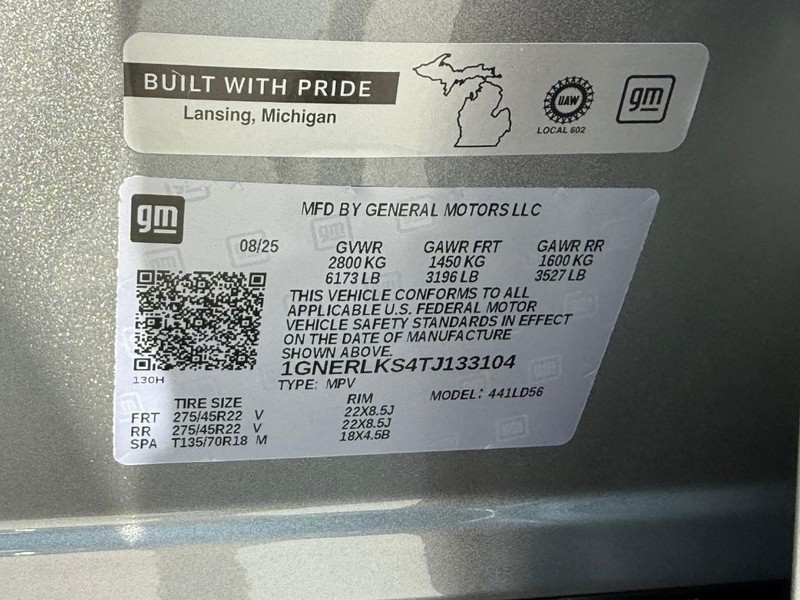 BUILT WITH PRIDE
Lansing, Michigan
UAW
LOCAL 602
gm
gm
MFD BY GENERAL MOTORS LLC
08/25 GVWR GAWR FRT GAWR RR
2800 KG 1450 KG 1600 KG
6173 LB 3196 LB 3527 LB
THIS VEHICLE CONFORMS TO ALL
APPLICABLE U.S. FEDERAL MOTOR
VEHICLE SAFETY STANDARDS IN EFFECT
ON THE DATE OF MANUFACTURE
SHOWN ABOVE.
130H
1GNERLKS4TJ133104
TYPE: MPV MODEL: 441LD56
TIRE SIZE RIM
FRT 275/45R22 V 22X8.5J
RR 275/45R22 V 22X8.5J
SPA T135/70R18 M 18X4.5B